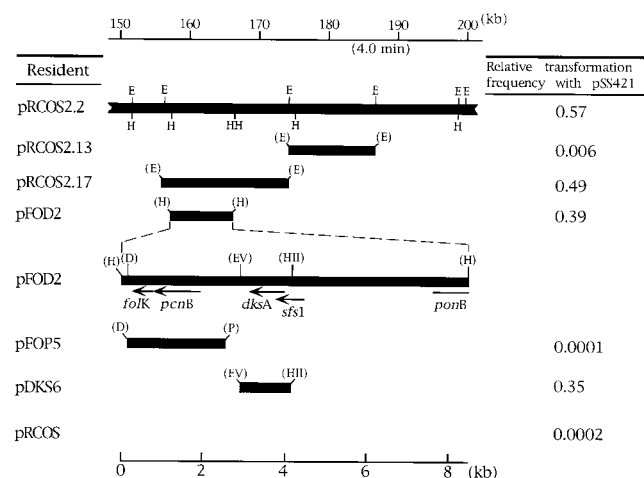 150 160 170 180 190 200 (kb)
(4.0 min)
Resident
Relative transformation
frequency with pSS421
E E E E E E
pRCOS2.2 0.57
H H HH H H
(E) (E)
pRCOS2.13 0.006
(E) (E)
pRCOS2.17 0.49
(H) (H)
pFOD2 0.39
(H) (D) (EV) (HII) (H)
pFOD2
folK pcnB dksA sfs1 ponB
(D) (P)
pFOP5 0.0001
(EV) (HII)
pDKS6 0.35
pRCOS 0.0002
0 2 4 6 8 (kb)